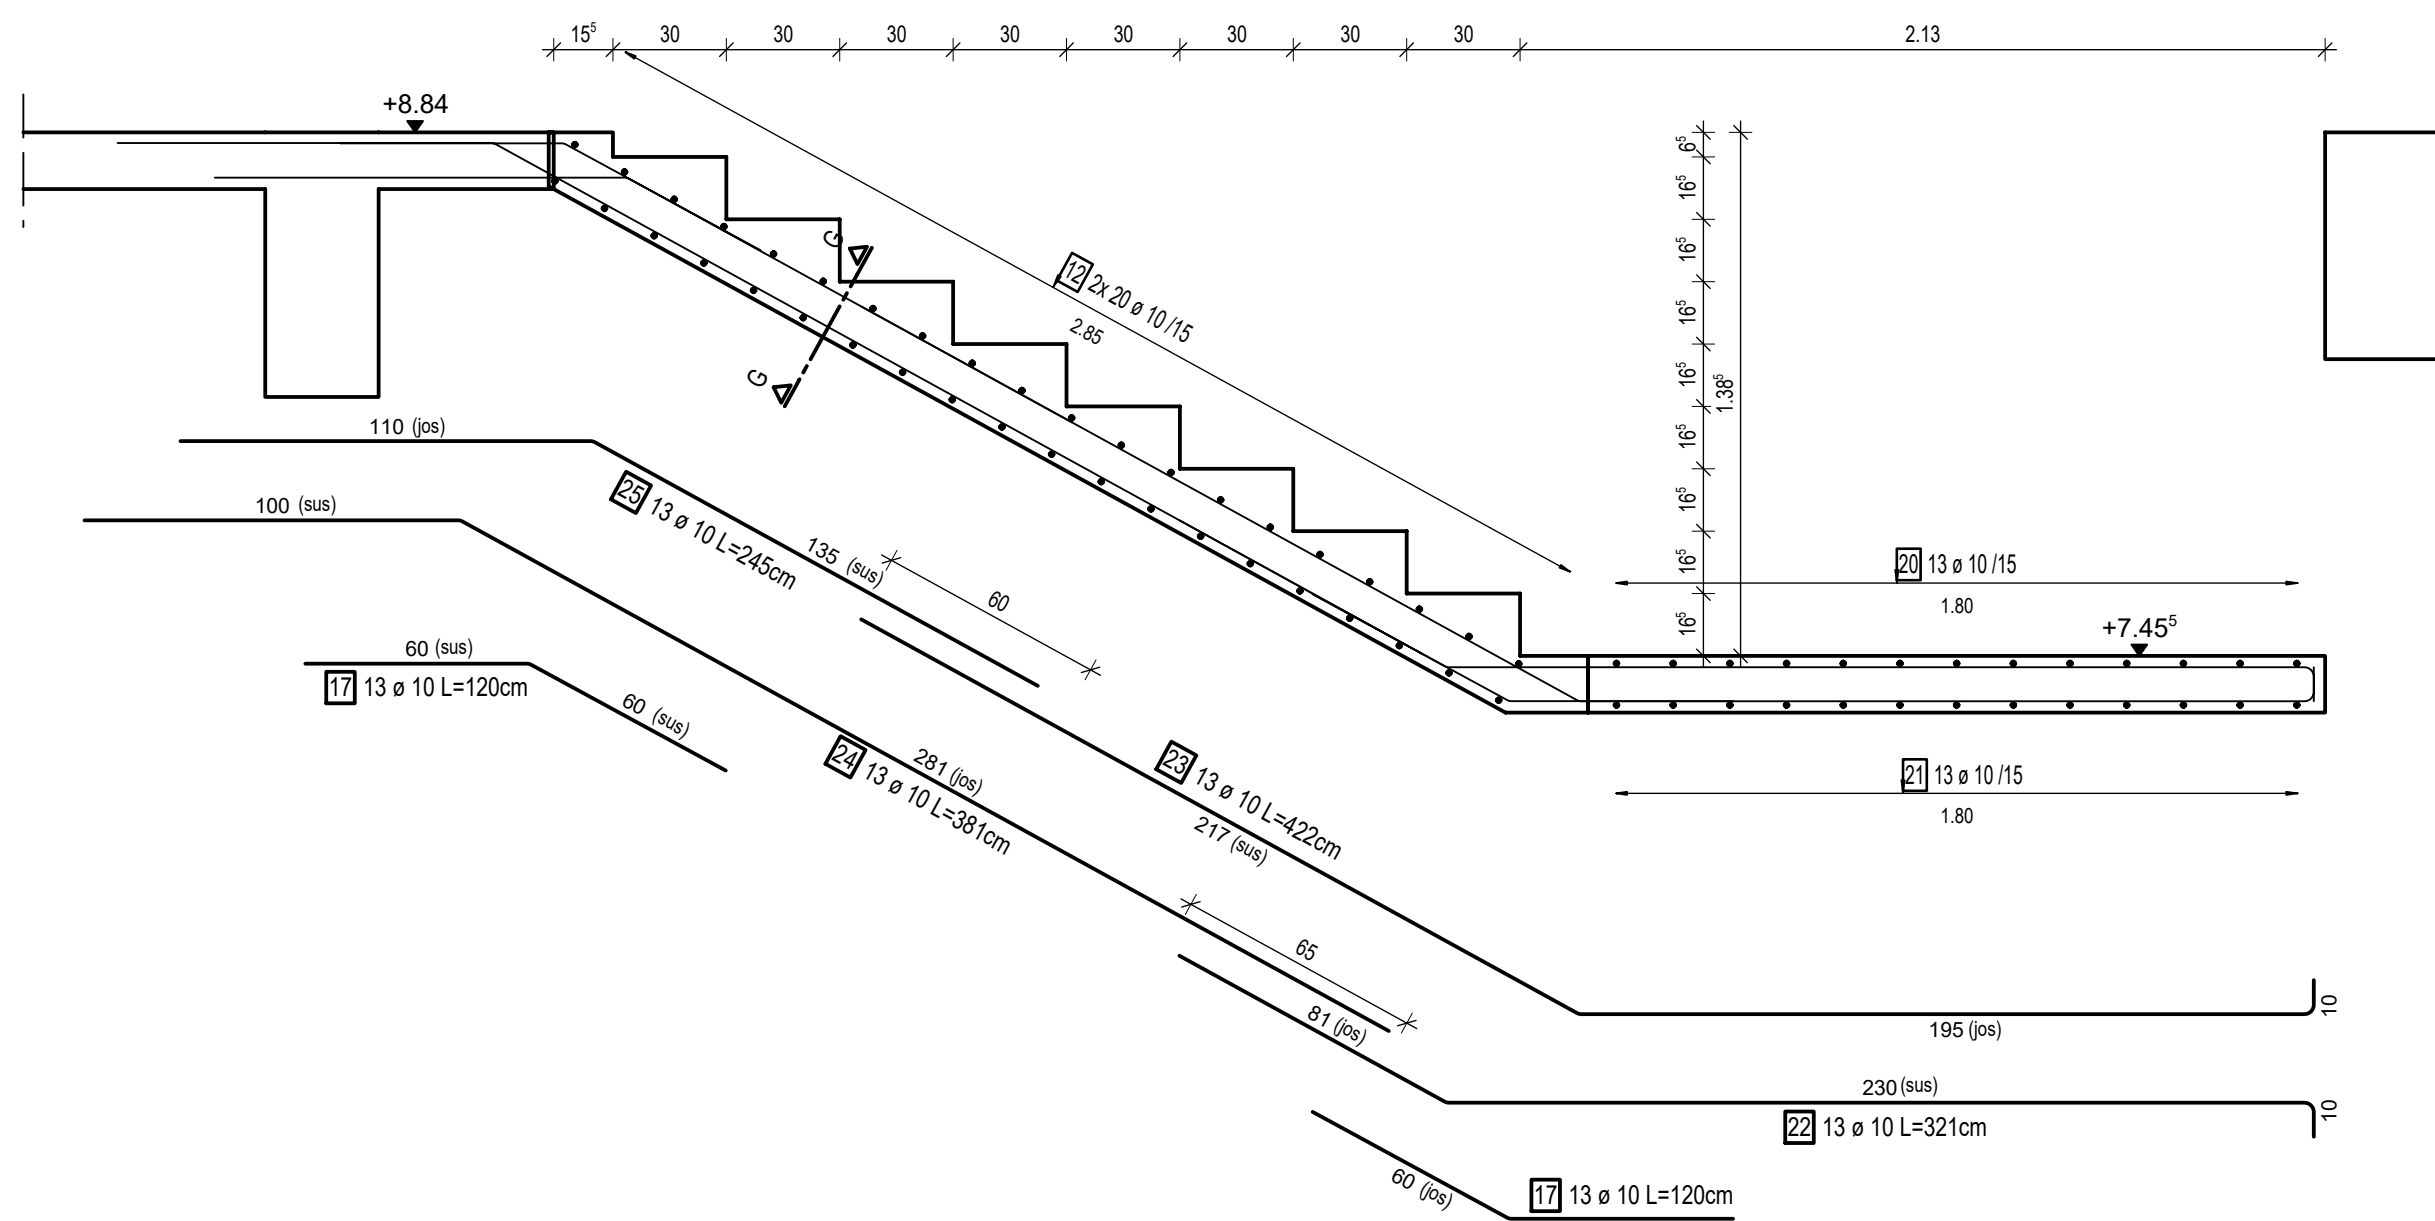 15⁵ 30 30 30 30 30 30 30 30 2.13
+8.84
6⁵
16⁵
16⁵
16⁵
16⁵
16⁵
16⁵
16⁵
16⁵
1.38⁵
G
G
12 2x 20 ø 10 /15
2.85
20 13 ø 10 /15
1.80
+7.45⁵
21 13 ø 10 /15
1.80
110 (jos)
25 13 ø 10 L=245cm
135 (sus)
60
100 (sus)
24 13 ø 10 L=381cm
281 (jos)
65
60 (sus)
17 13 ø 10 L=120cm
60 (sus)
23 13 ø 10 L=422cm
217 (sus)
195 (jos)
10
81 (jos)
230 (sus)
10
22 13 ø 10 L=321cm
60 (jos)
17 13 ø 10 L=120cm